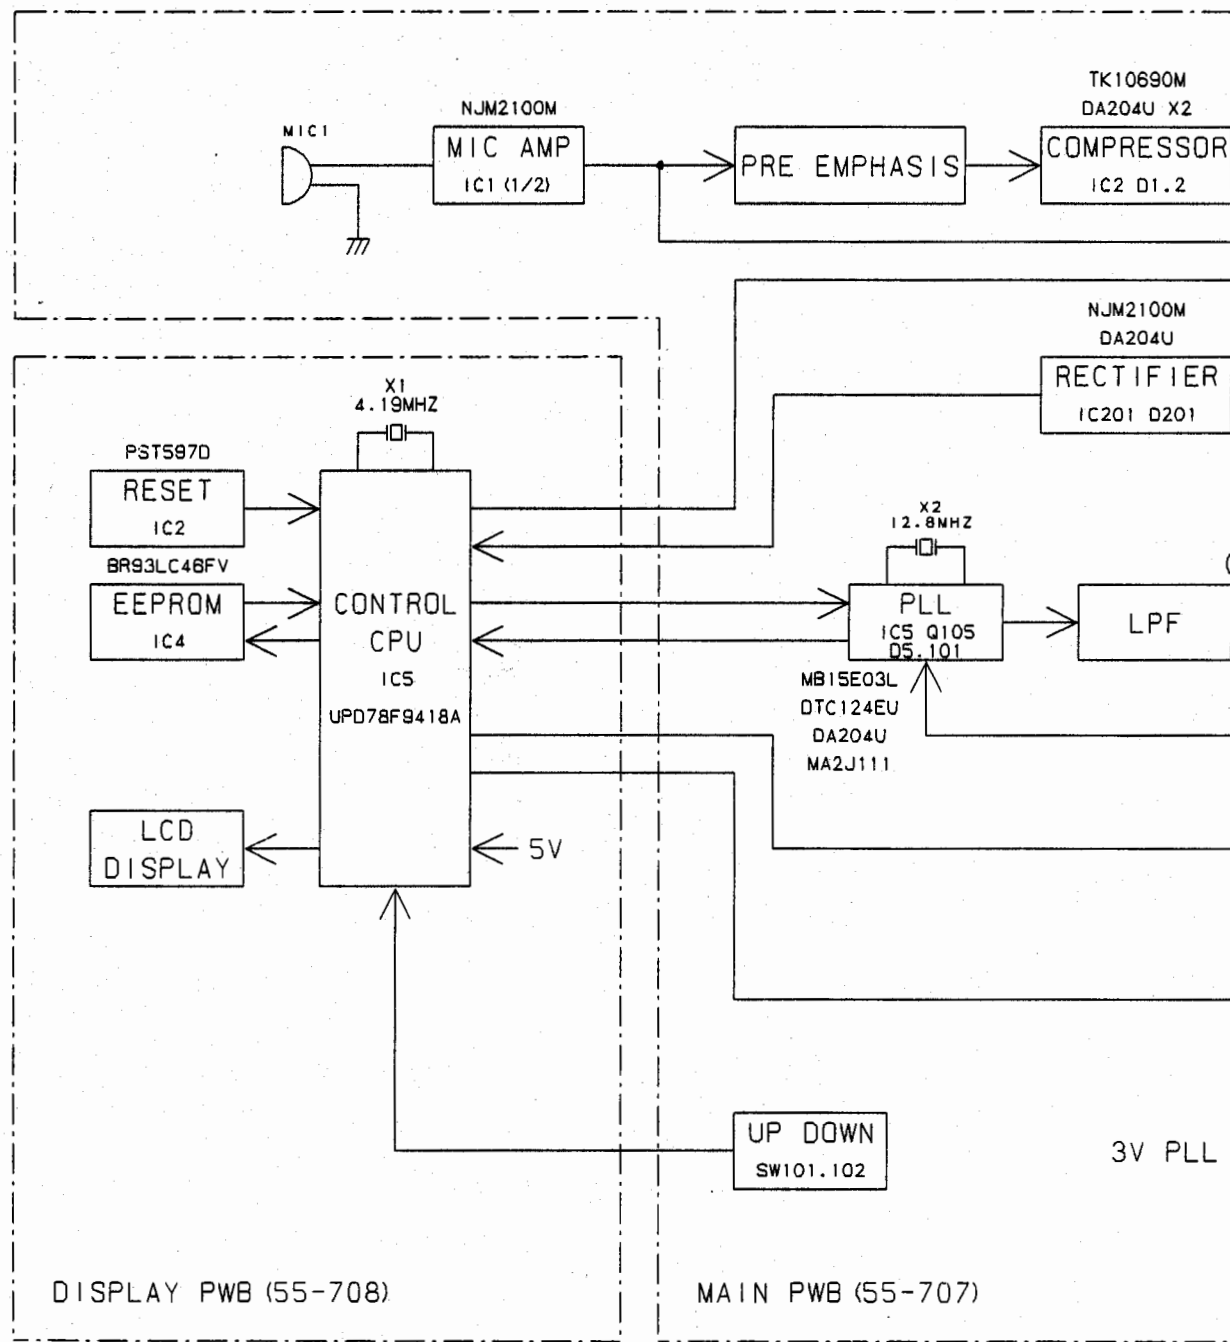 TK10690M
DA204U X2
NJM2100M
MIC1
MIC AMP
IC1 (1/2)
PRE EMPHASIS
COMPRESSOR
IC2 D1.2
NJM2100M
DA204U
RECTIFIER
IC201 D201
X1
4.19MHZ
PST597D
RESET
IC2
BR93LC46FV
EEPROM
IC4
CONTROL
CPU
IC5
UPD78F9418A
X2
12.8MHZ
PLL
IC5 Q105
D5.101
MB15E03L
DTC124EU
DA204U
MA2J111
LPF
LCD
DISPLAY
5V
UP DOWN
SW101.102
3V PLL
DISPLAY PWB (55-708)
MAIN PWB (55-707)